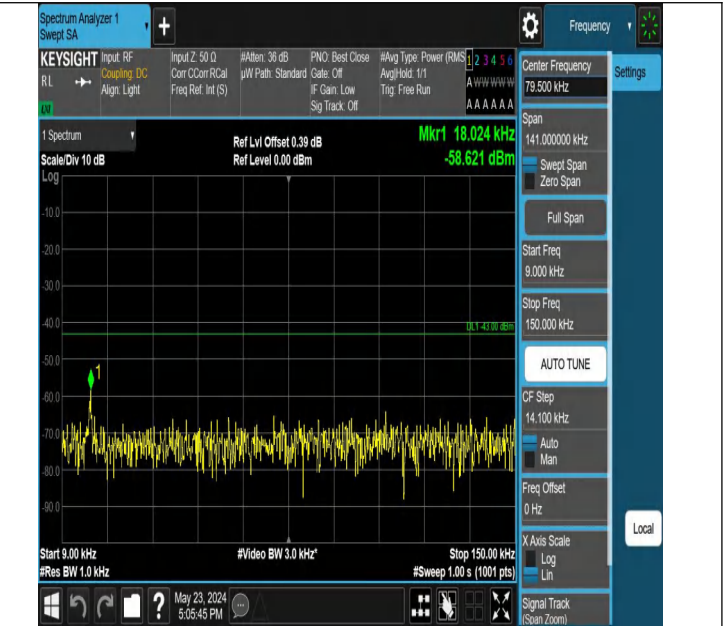 Spectrum Analyzer 1
Swept SA
+
Frequency
KEYSIGHT
RL
Input: RF
Coupling: DC
Align: Light
Input Z: 50 Ω
Corr CCorr RCal
Freq Ref: Int (S)
#Atten: 36 dB
µW Path: Standard
PNO: Best Close
Gate: Off
IF Gain: Low
Sig Track: Off
#Avg Type: Power (RMS
Avg|Hold: 1/1
Trig: Free Run
1 2 3 4 5 6
A W W W W W
A A A A A A
1 Spectrum
Scale/Div 10 dB
Log
Ref Lvl Offset 0.39 dB
Ref Level 0.00 dBm
Mkr1 18.024 kHz
-58.621 dBm
-10.0
-20.0
-30.0
-40.0
DL1 -43.00 dBm
-50.0
1
-60.0
-70.0
-80.0
-90.0
Start 9.00 kHz
#Res BW 1.0 kHz
#Video BW 3.0 kHz*
Stop 150.00 kHz
#Sweep 1.00 s (1001 pts)
?
May 23, 2024
5:05:45 PM
Center Frequency
79.500 kHz
Span
141.000000 kHz
Swept Span
Zero Span
Full Span
Start Freq
9.000 kHz
Stop Freq
150.000 kHz
AUTO TUNE
CF Step
14.100 kHz
Auto
Man
Freq Offset
0 Hz
X Axis Scale
Log
Lin
Signal Track
(Span Zoom)
Settings
Local